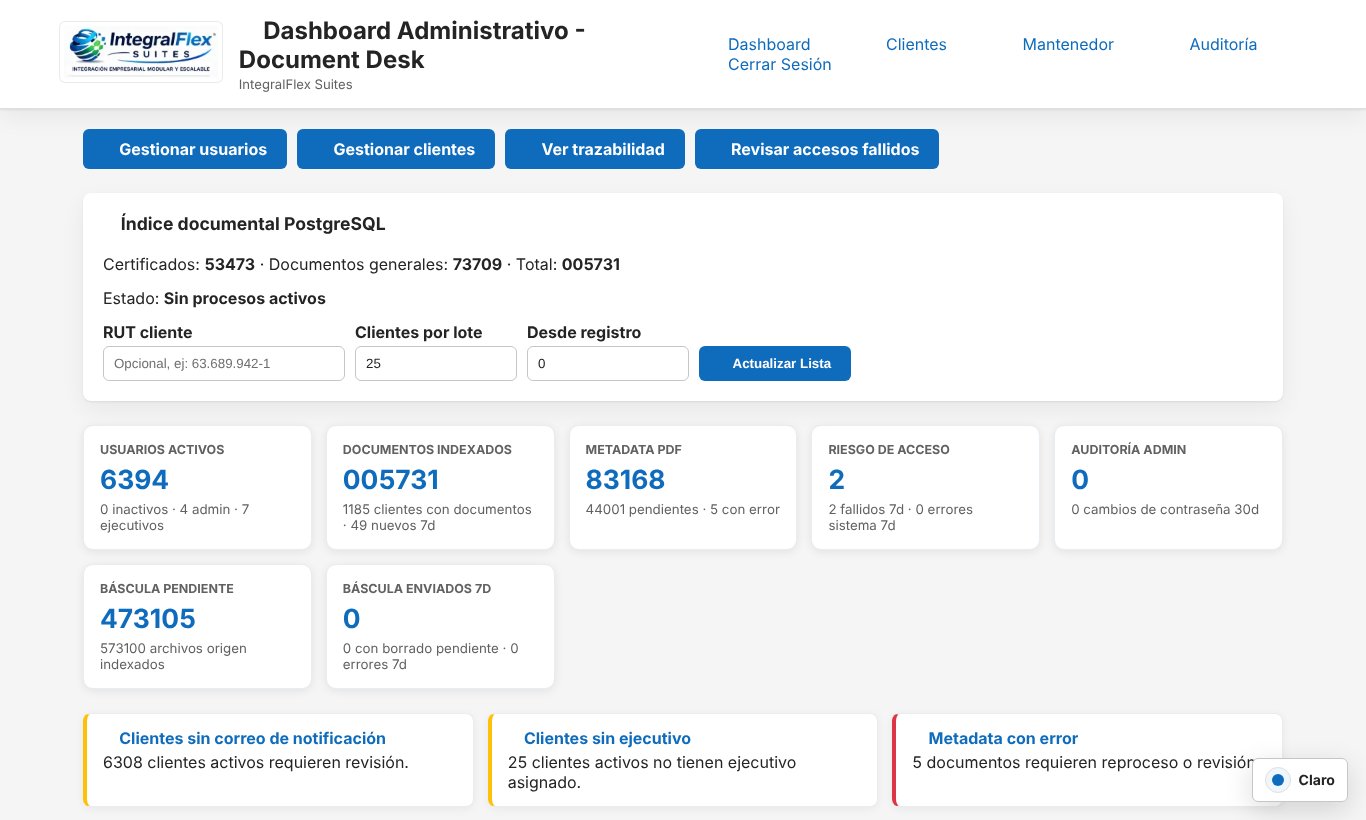 IntegralFlex
SUITES
INTEGRACIÓN EMPRESARIAL MODULAR Y ESCALABLE
Dashboard Administrativo -
Document Desk
IntegralFlex Suites
Dashboard
Clientes
Mantenedor
Auditoría
Cerrar Sesión
Gestionar usuarios
Gestionar clientes
Ver trazabilidad
Revisar accesos fallidos
Índice documental PostgreSQL
Certificados: 53473 · Documentos generales: 73709 · Total: 005731
Estado: Sin procesos activos
RUT cliente
Clientes por lote
Desde registro
Opcional, ej: 63.689.942-1
25
0
Actualizar Lista
USUARIOS ACTIVOS
6394
0 inactivos · 4 admin · 7
ejecutivos
DOCUMENTOS INDEXADOS
005731
1185 clientes con documentos
· 49 nuevos 7d
METADATA PDF
83168
44001 pendientes · 5 con error
RIESGO DE ACCESO
2
2 fallidos 7d · 0 errores
sistema 7d
AUDITORÍA ADMIN
0
0 cambios de contraseña 30d
BÁSCULA PENDIENTE
473105
573100 archivos origen
indexados
BÁSCULA ENVIADOS 7D
0
0 con borrado pendiente · 0
errores 7d
Clientes sin correo de notificación
6308 clientes activos requieren revisión.
Clientes sin ejecutivo
25 clientes activos no tienen ejecutivo
asignado.
Metadata con error
5 documentos requieren reproceso o revisión
Claro